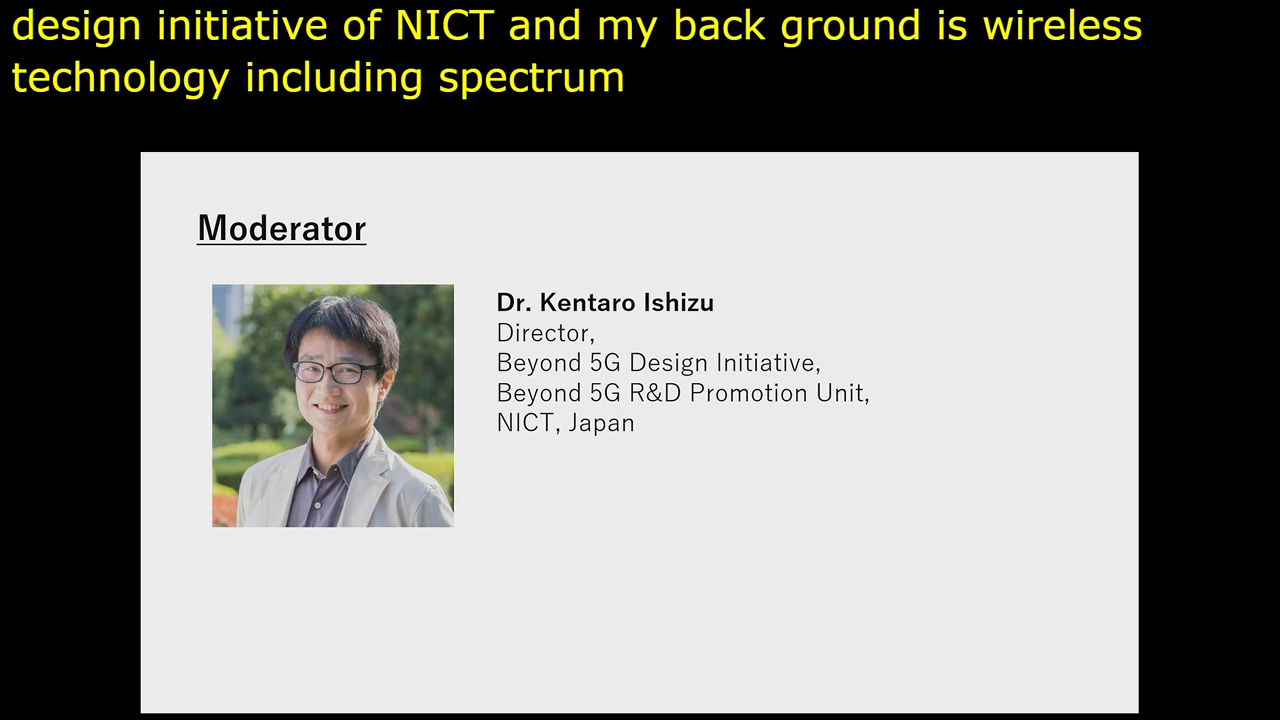 design initiative of NICT and my back ground is wireless
technology including spectrum
Moderator
Dr. Kentaro Ishizu
Director,
Beyond 5G Design Initiative,
Beyond 5G R&D Promotion Unit,
NICT, Japan